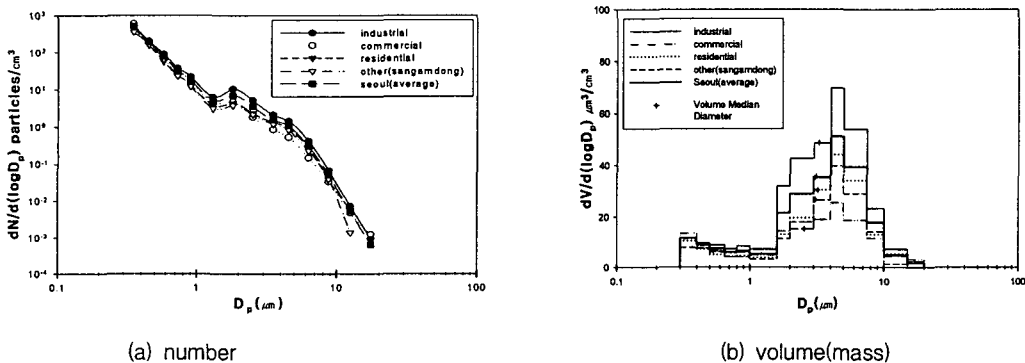 dN/d(logDp) particles/cm³
10³
10²
10¹
10⁰
10⁻¹
10⁻²
10⁻³
10⁻⁴
industrial
commercial
residential
other(sangamdong)
seoul(average)
0.1
1
10
100
Dp(㎛)
(a) number
dV/d(logDp) ㎛³/cm³
100
80
60
40
20
0
industrial
commercial
residential
other(sangamdong)
Seoul(average)
Volume Median
Diameter
0.1
1
10
100
Dp(㎛)
(b) volume(mass)